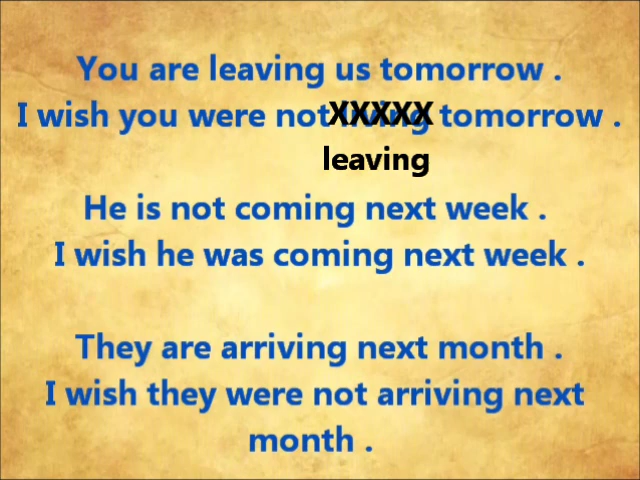 You are leaving us tomorrow .
I wish you were not XXXXX tomorrow .
leaving
He is not coming next week .
I wish he was coming next week .
They are arriving next month .
I wish they were not arriving next
month .